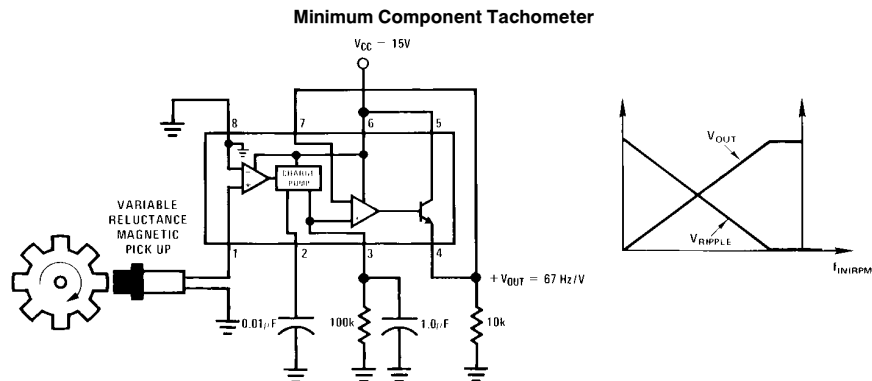 Minimum Component Tachometer
VCC = 15V
8
7
6
5
CHARGE
PUMP
VARIABLE
RELUCTANCE
MAGNETIC
PICK UP
1
2
3
4
+VOUT = 67 Hz/V
0.01µF
100k
1.0µF
10k
VOUT
VRIPPLE
fIN(RPM